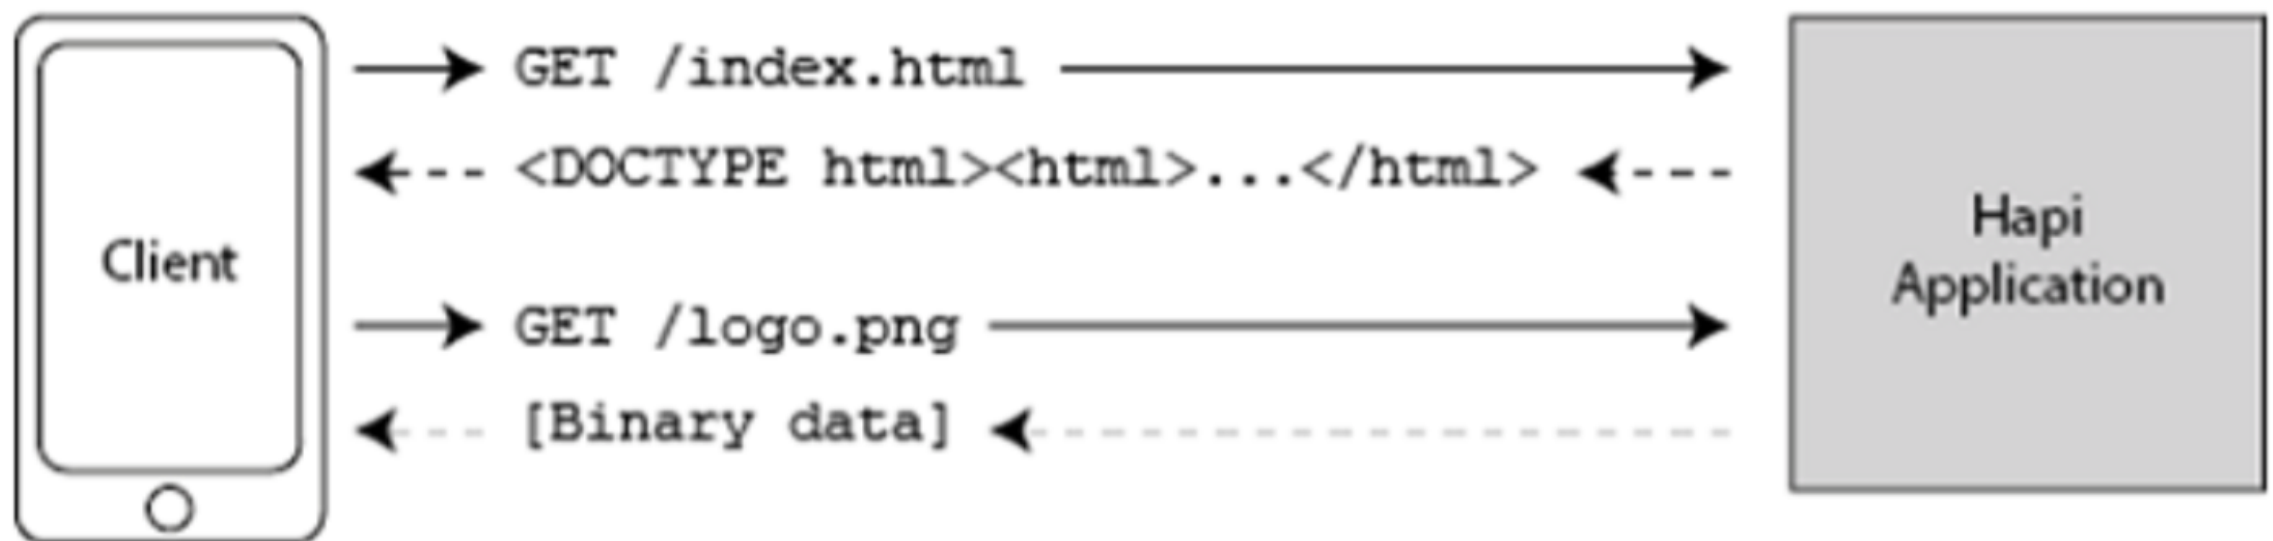 GET /index.html
<DOCTYPE html><html>...</html>
Client
GET /logo.png
[Binary data]
Hapi
Application